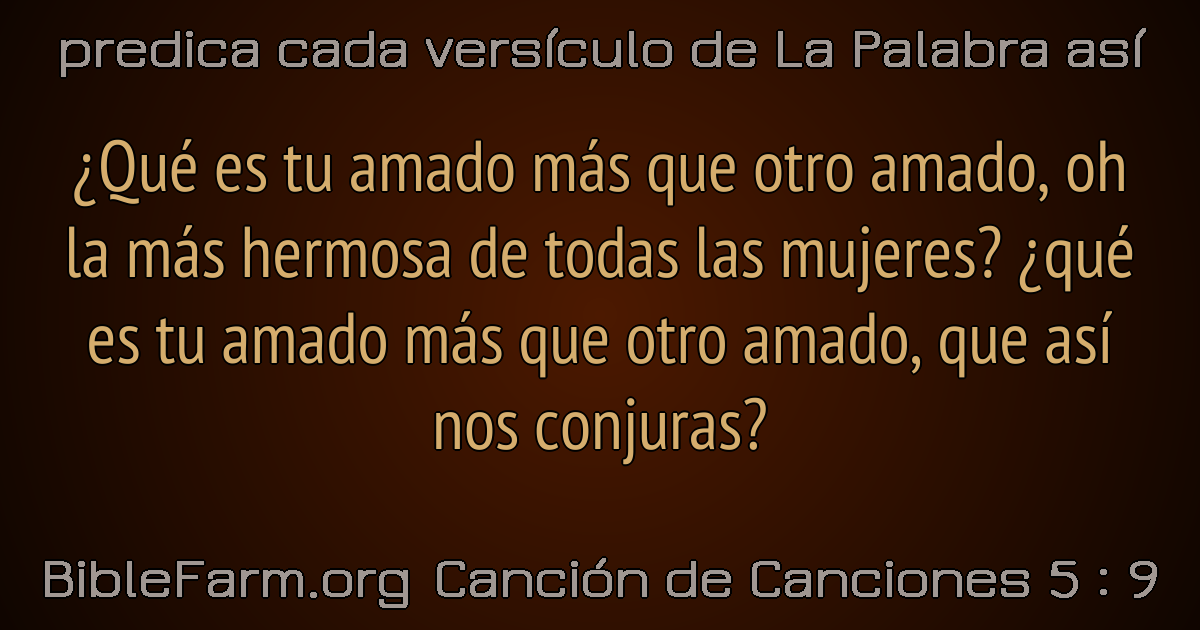 predica cada versículo de La Palabra así
¿Qué es tu amado más que otro amado, oh
la más hermosa de todas las mujeres? ¿qué
es tu amado más que otro amado, que así
nos conjuras?
BibleFarm.org Canción de Canciones 5 : 9